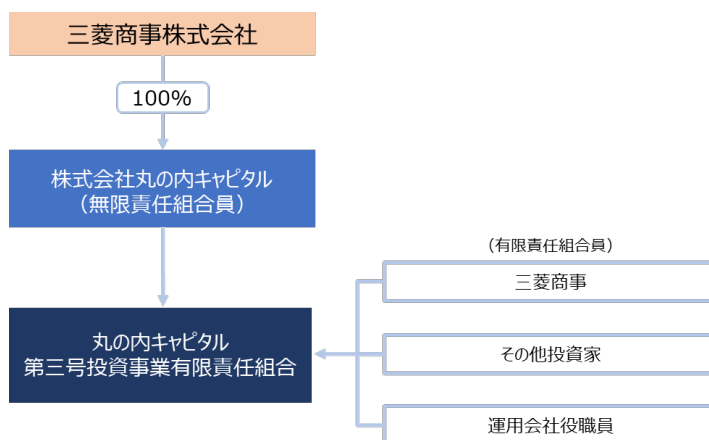 三菱商事株式会社
100%
株式会社丸の内キャピタル
（無限責任組合員）
丸の内キャピタル
第三号投資事業有限責任組合
（有限責任組合員）
三菱商事
その他投資家
運用会社役職員